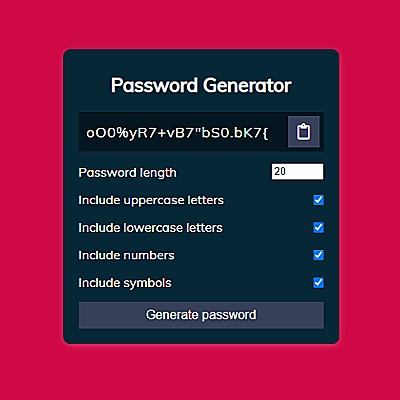 Password Generator
oO0%yR7+vB7"bS0.bK7{
Password length
20
Include uppercase letters
Include lowercase letters
Include numbers
Include symbols
Generate password